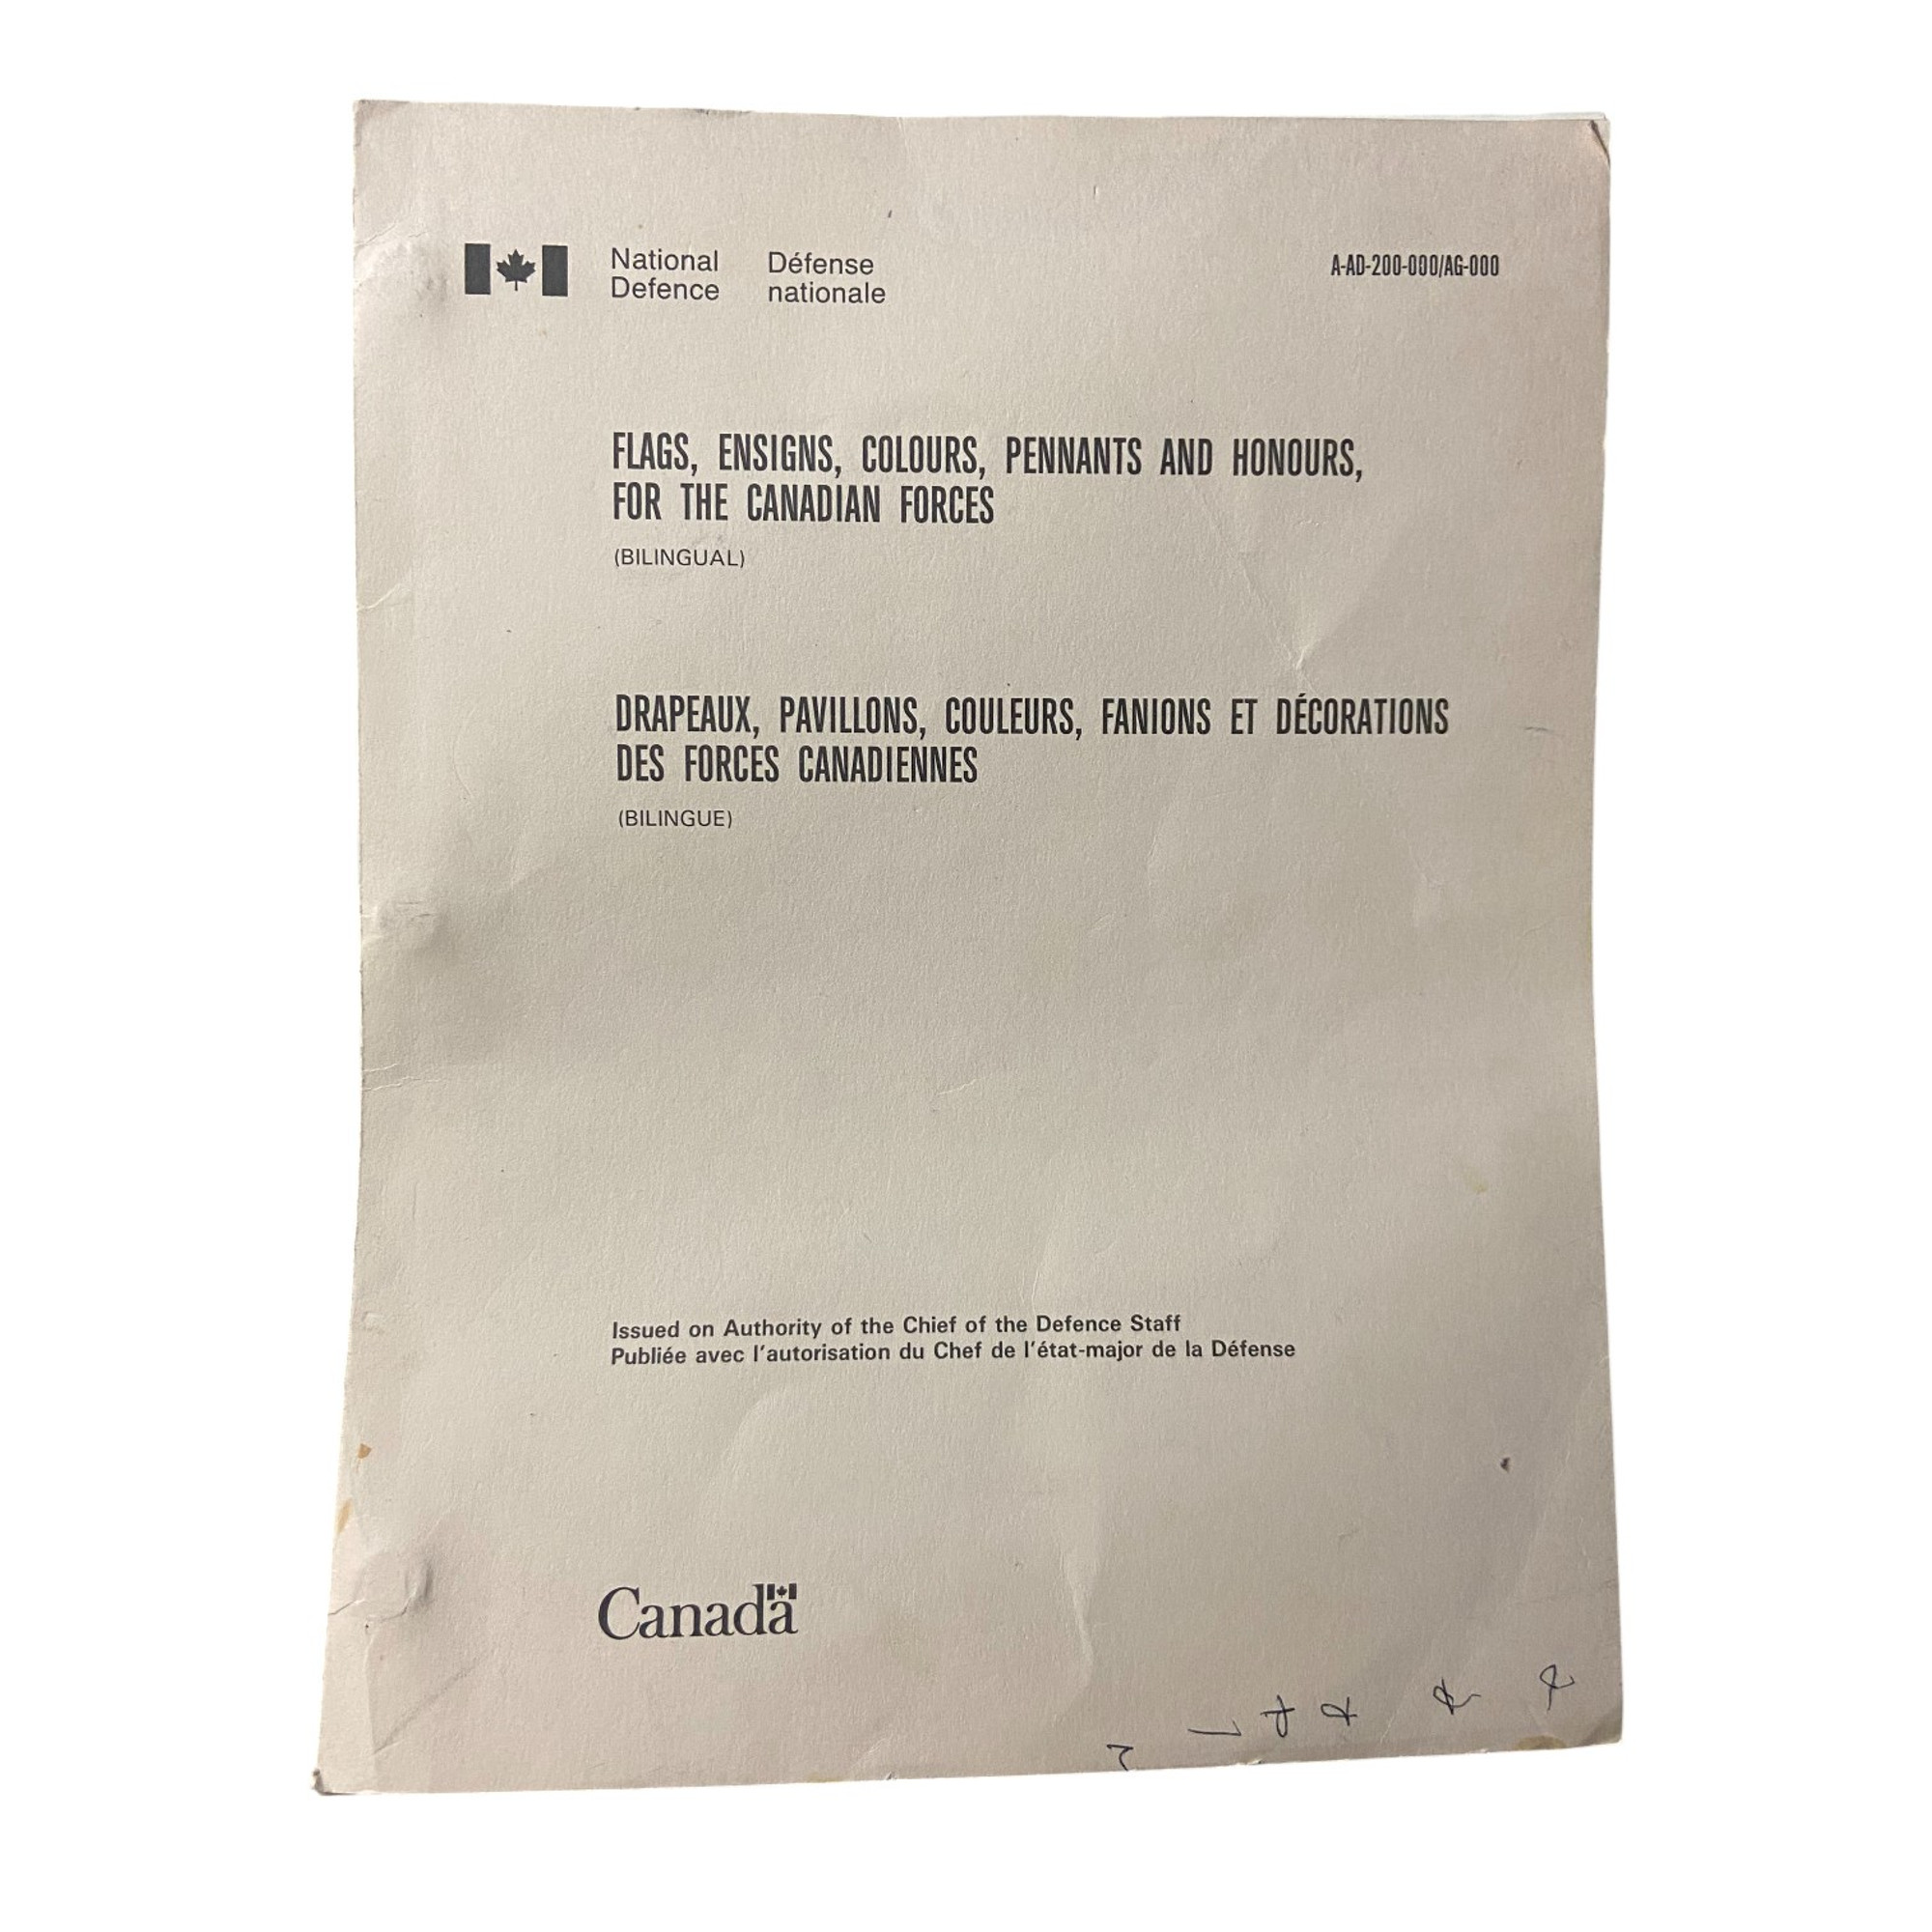 National Défense
Defence nationale
A-AD-200-000/AG-000
FLAGS, ENSIGNS, COLOURS, PENNANTS AND HONOURS,
FOR THE CANADIAN FORCES
(BILINGUAL)
DRAPEAUX, PAVILLONS, COULEURS, FANIONS ET DÉCORATIONS
DES FORCES CANADIENNES
(BILINGUE)
Issued on Authority of the Chief of the Defence Staff
Publiée avec l'autorisation du Chef de l'état-major de la Défense
Canada